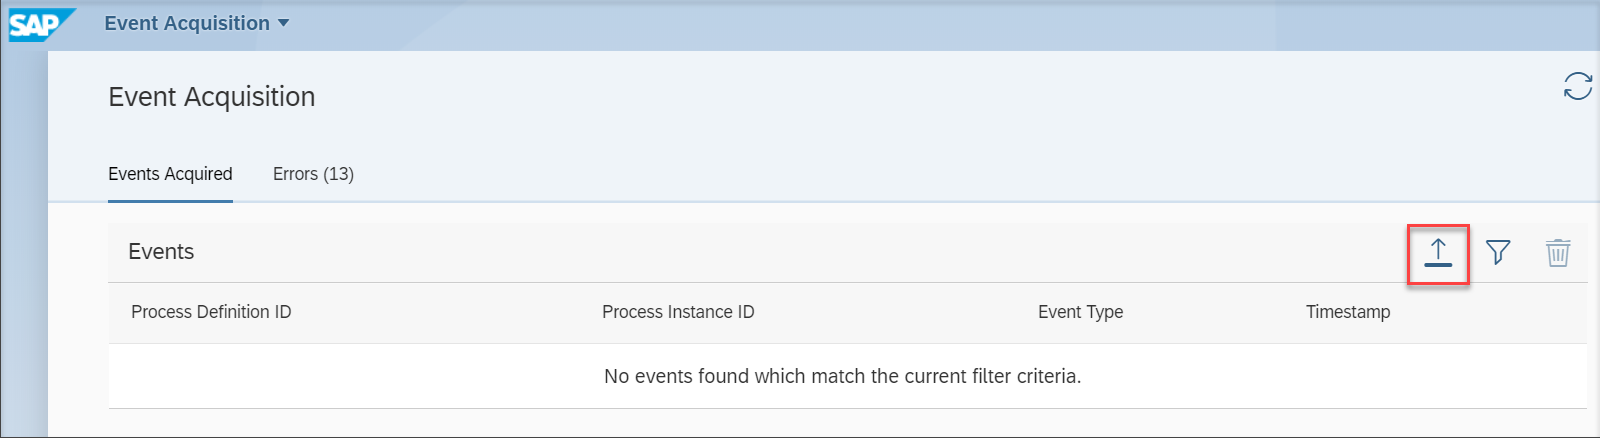 SAP Event Acquisition
Event Acquisition
Events Acquired Errors (13)
Events
Process Definition ID Process Instance ID Event Type Timestamp
No events found which match the current filter criteria.